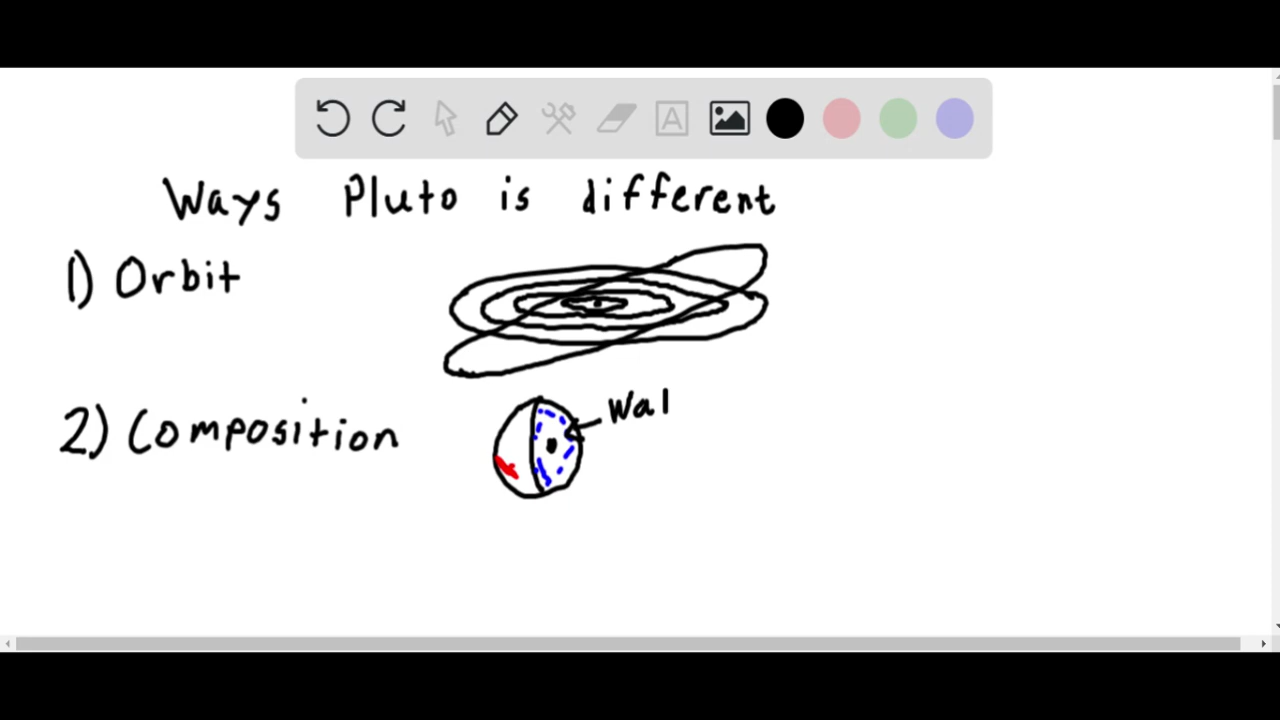 Ways Pluto is different
1) Orbit
2) Composition
Wal
A